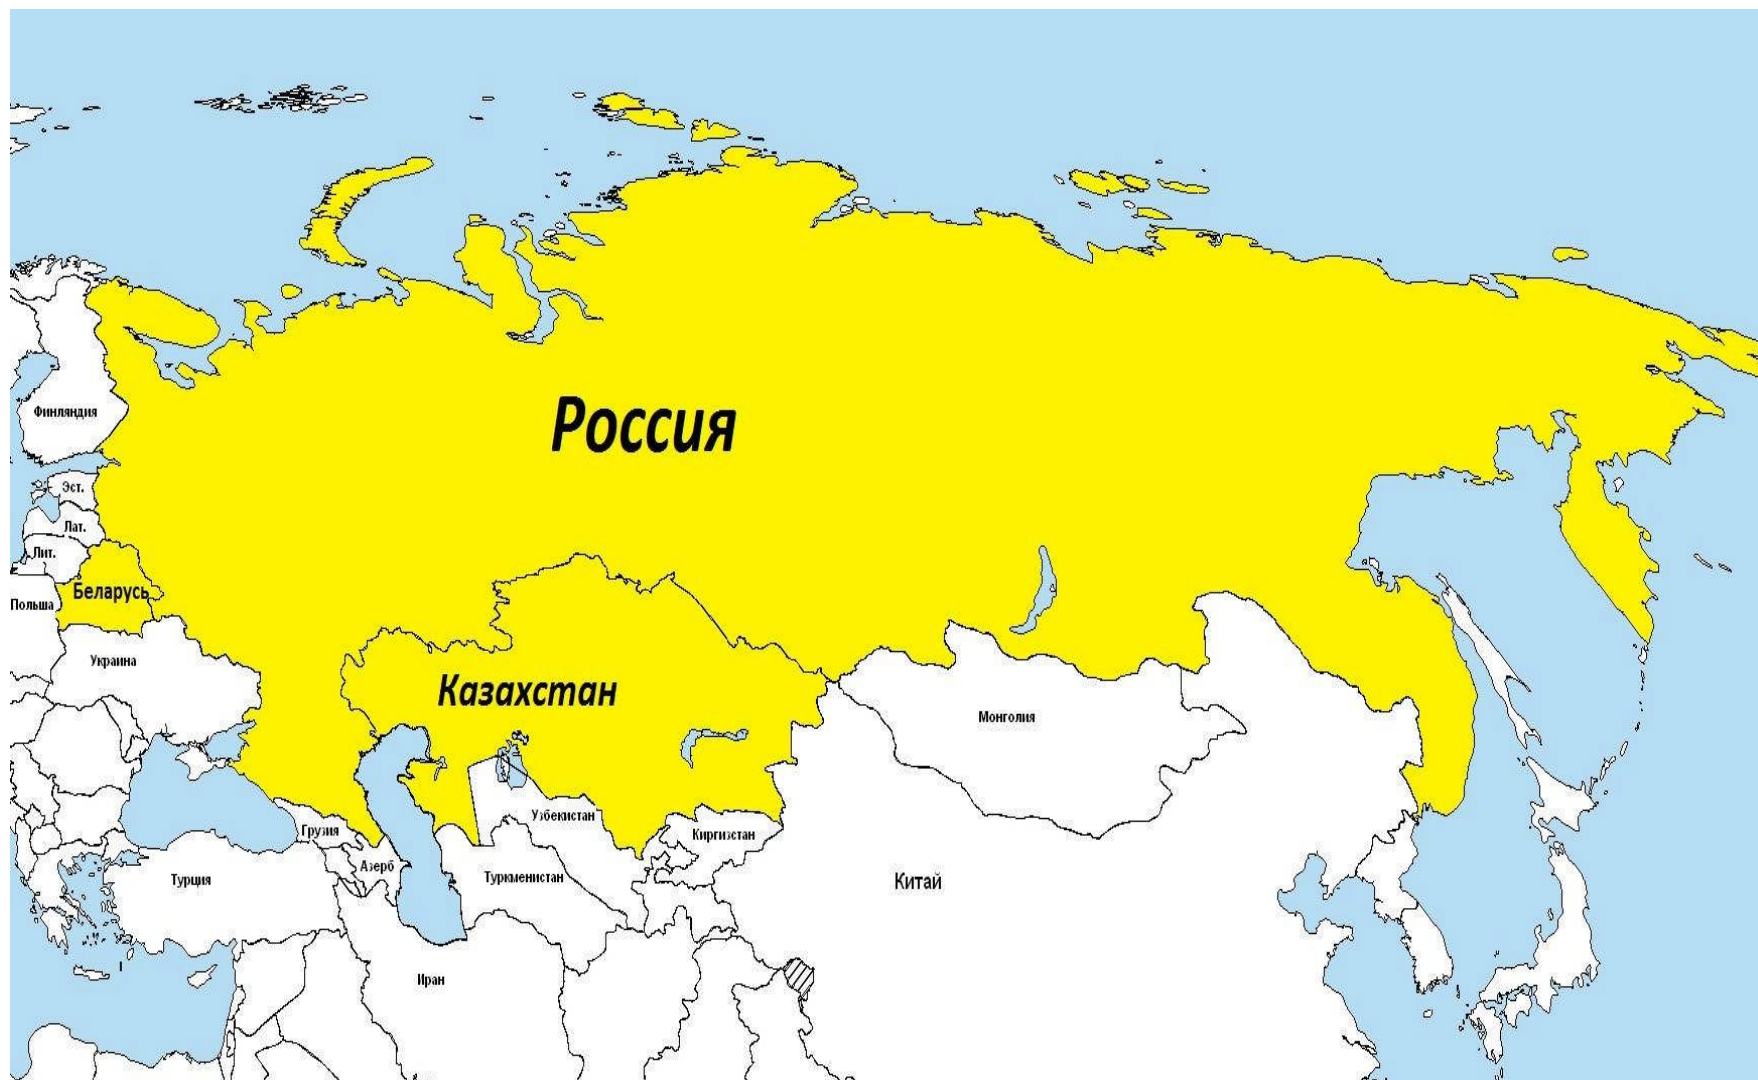 Россия
Финляндия
Эст.
Лат.
Лит.
Беларусь
Польша
Украина
Казахстан
Монголия
Узбекистан
Грузия
Киргизстан
Азерб
Турция
Туркменистан
Китай
Иран